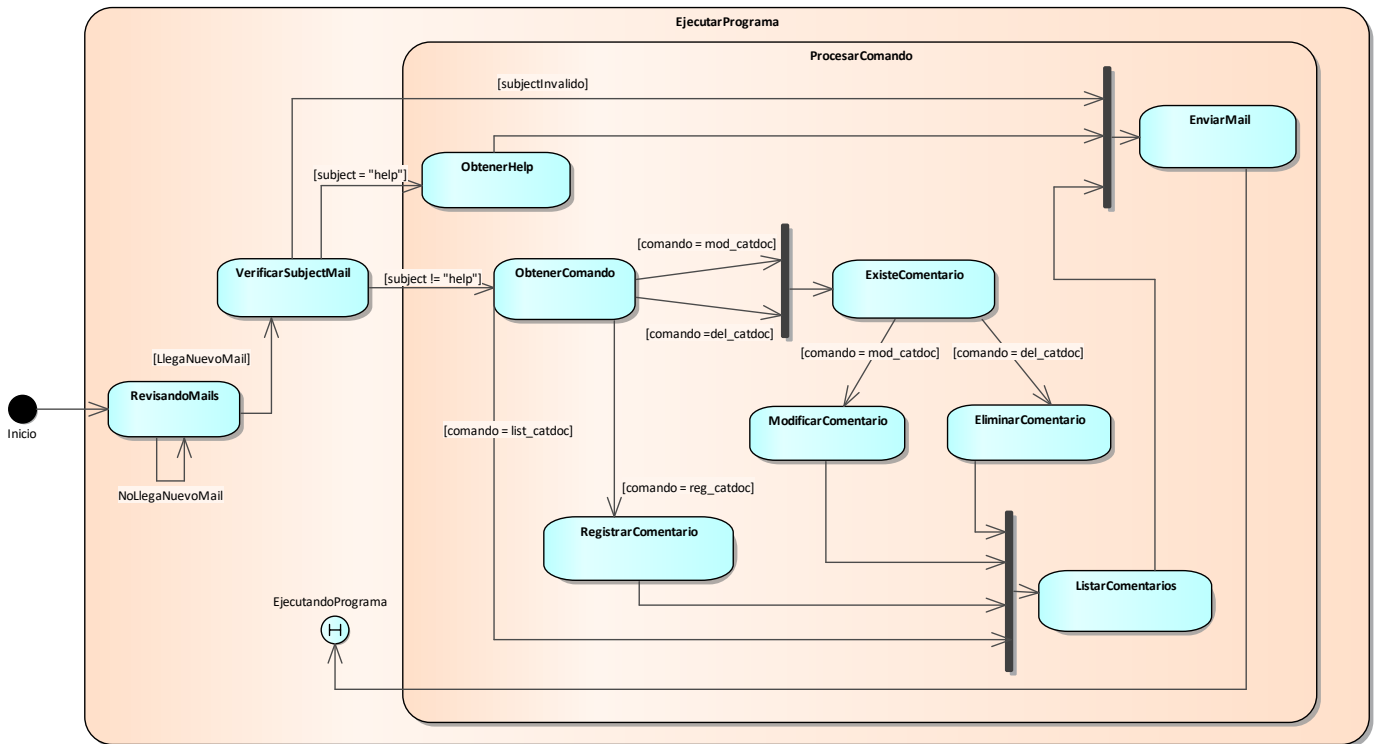 EjecutarPrograma
ProcesarComando
[subjectInvalido]
EnviarMail
ObtenerHelp
[subject = "help"]
[comando = mod_catdoc]
VerificarSubjectMail
[subject != "help"]
ObtenerComando
ExisteComentario
[comando =del_catdoc]
[LlegaNuevoMail]
[comando = mod_catdoc]
[comando = del_catdoc]
RevisandoMails
Inicio
[comando = list_catdoc]
ModificarComentario
EliminarComentario
NoLlegaNuevoMail
[comando = reg_catdoc]
RegistrarComentario
ListarComentarios
EjecutandoPrograma
H